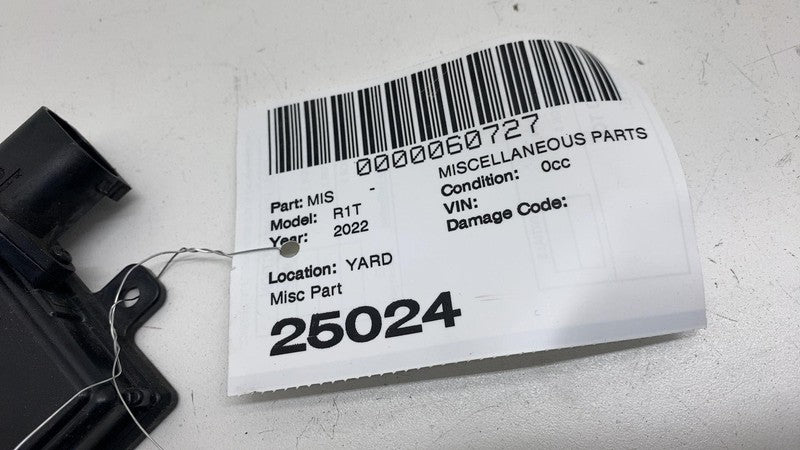 0000060727
MISCELLANEOUS PARTS
Part: MIS -
Condition: 0cc
Model: R1T
VIN:
Year: 2022
Damage Code:
Location: YARD
Misc Part
25024